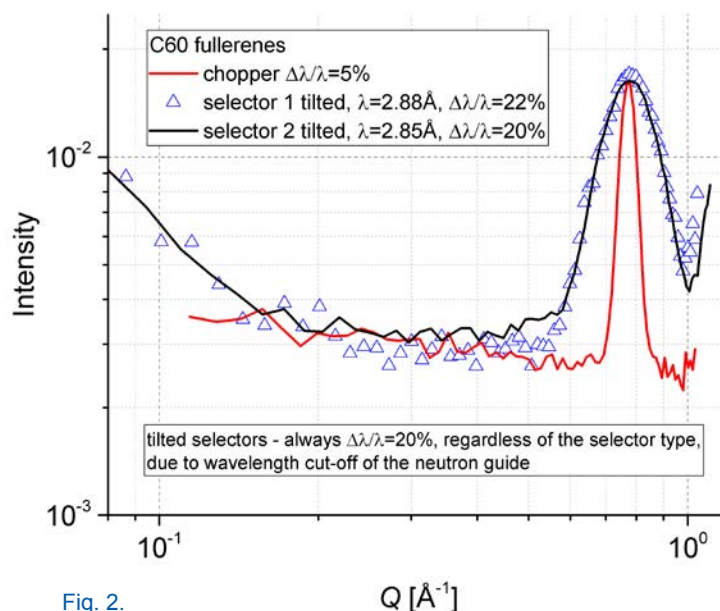 C60 fullerenes
chopper Δλ/λ=5%
selector 1 tilted, λ=2.88Å, Δλ/λ=22%
selector 2 tilted, λ=2.85Å, Δλ/λ=20%
10⁻²
Intensity
tilted selectors - always Δλ/λ=20%, regardless of the selector type,
due to wavelength cut-off of the neutron guide
10⁻³
10⁻¹
10⁰
Fig. 2.
Q [Å⁻¹]